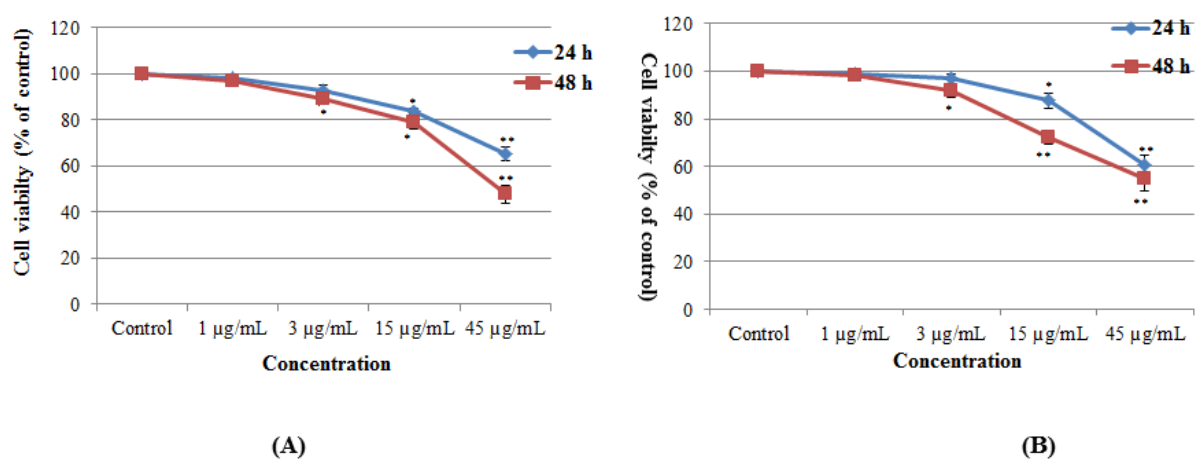 120
100
80
60
40
20
0
Cell viabilty (% of control)
24 h
48 h
*
*
*
**
**
Control 1 µg/mL 3 µg/mL 15 µg/mL 45 µg/mL
Concentration
(A)
120
100
80
60
40
20
0
Cell viabilty (% of control)
24 h
48 h
*
*
**
**
**
Control 1 µg/mL 3 µg/mL 15 µg/mL 45 µg/mL
Concentration
(B)